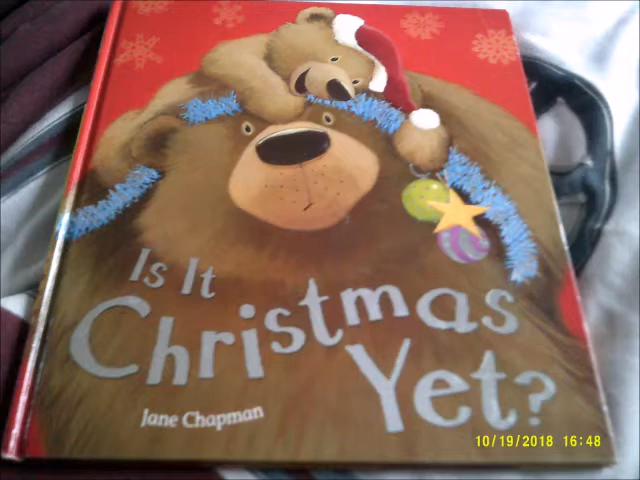 Is It
Christmas
Yet?
Jane Chapman
10/19/2018 16:48